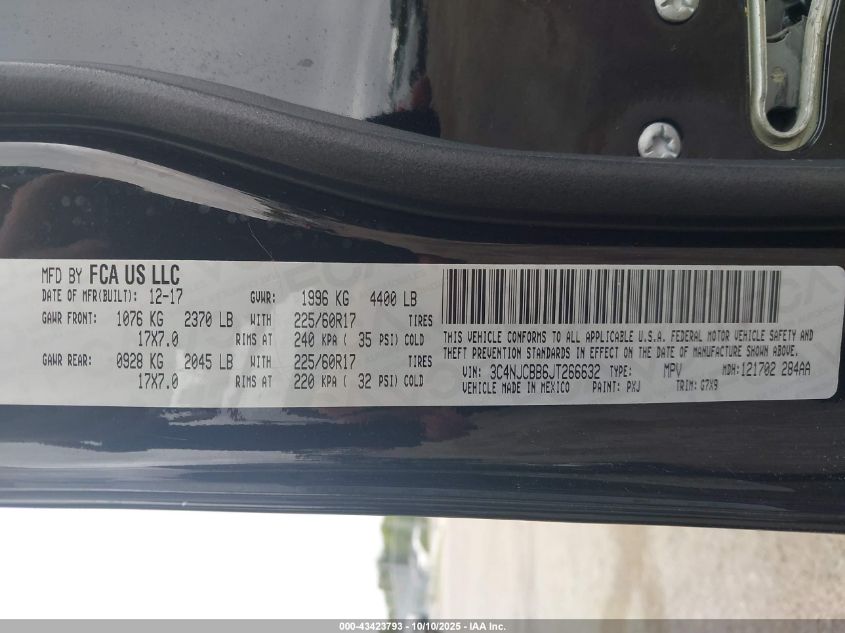 MFD BY FCA US LLC
DATE OF MFR(BUILT): 12-17 GVWR: 1996 KG 4400 LB
GAWR FRONT: 1076 KG 2370 LB WITH 225/60R17 TIRES
17X7.0 RIMS AT 240 KPA ( 35 PSI) COLD
GAWR REAR: 0928 KG 2045 LB WITH 225/60R17 TIRES
17X7.0 RIMS AT 220 KPA ( 32 PSI) COLD
THIS VEHICLE CONFORMS TO ALL APPLICABLE U.S.A. FEDERAL MOTOR VEHICLE SAFETY AND
THEFT PREVENTION STANDARDS IN EFFECT ON THE DATE OF MANUFACTURE SHOWN ABOVE.
VIN: 3C4NJCBB6JT266632 TYPE: MPV MDH:121702 284AA
VEHICLE MADE IN MEXICO PAINT: PXJ TRIM: G7X9
000-43423793 - 10/10/2025 - IAA Inc.